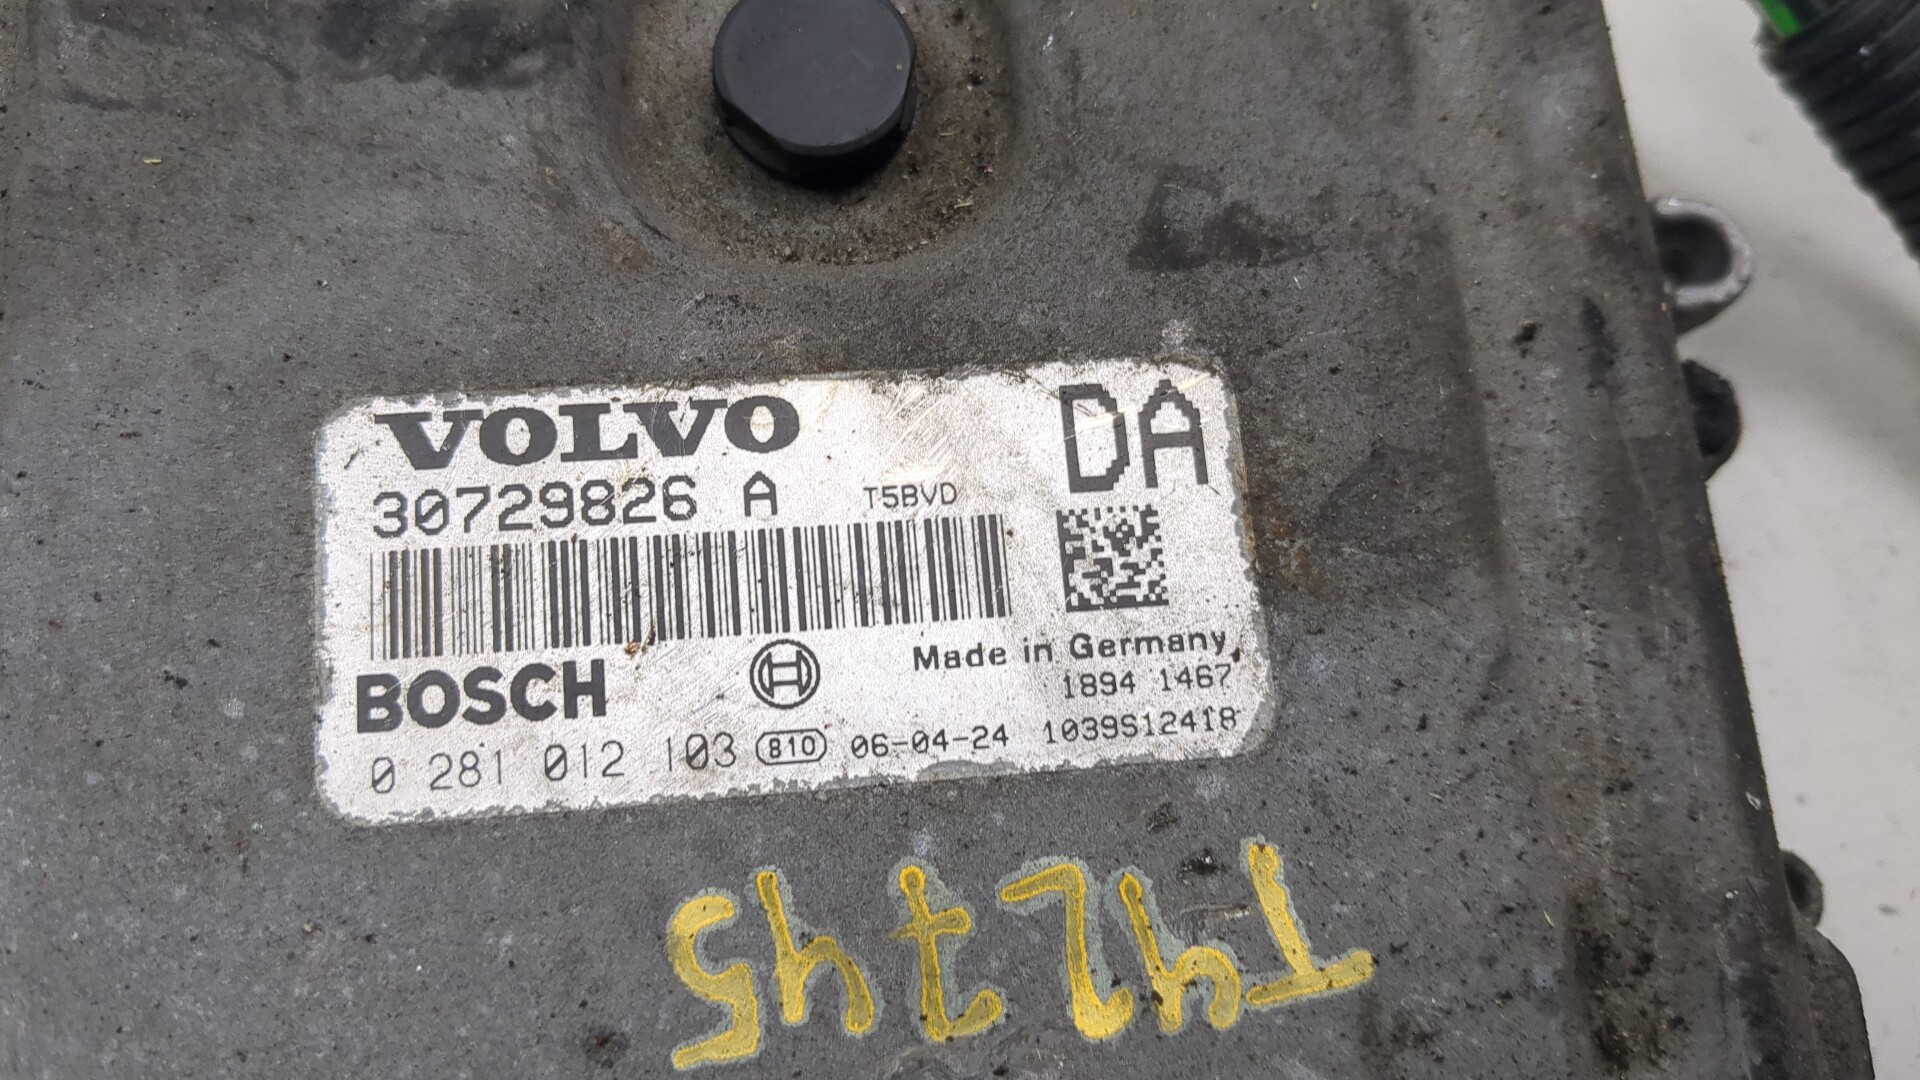 VOLVO
DA
30729826 A T5BVD
BOSCH
Made in Germany
1894 1467
0 281 012 103 810 06-04-24 1039S12418
T42745